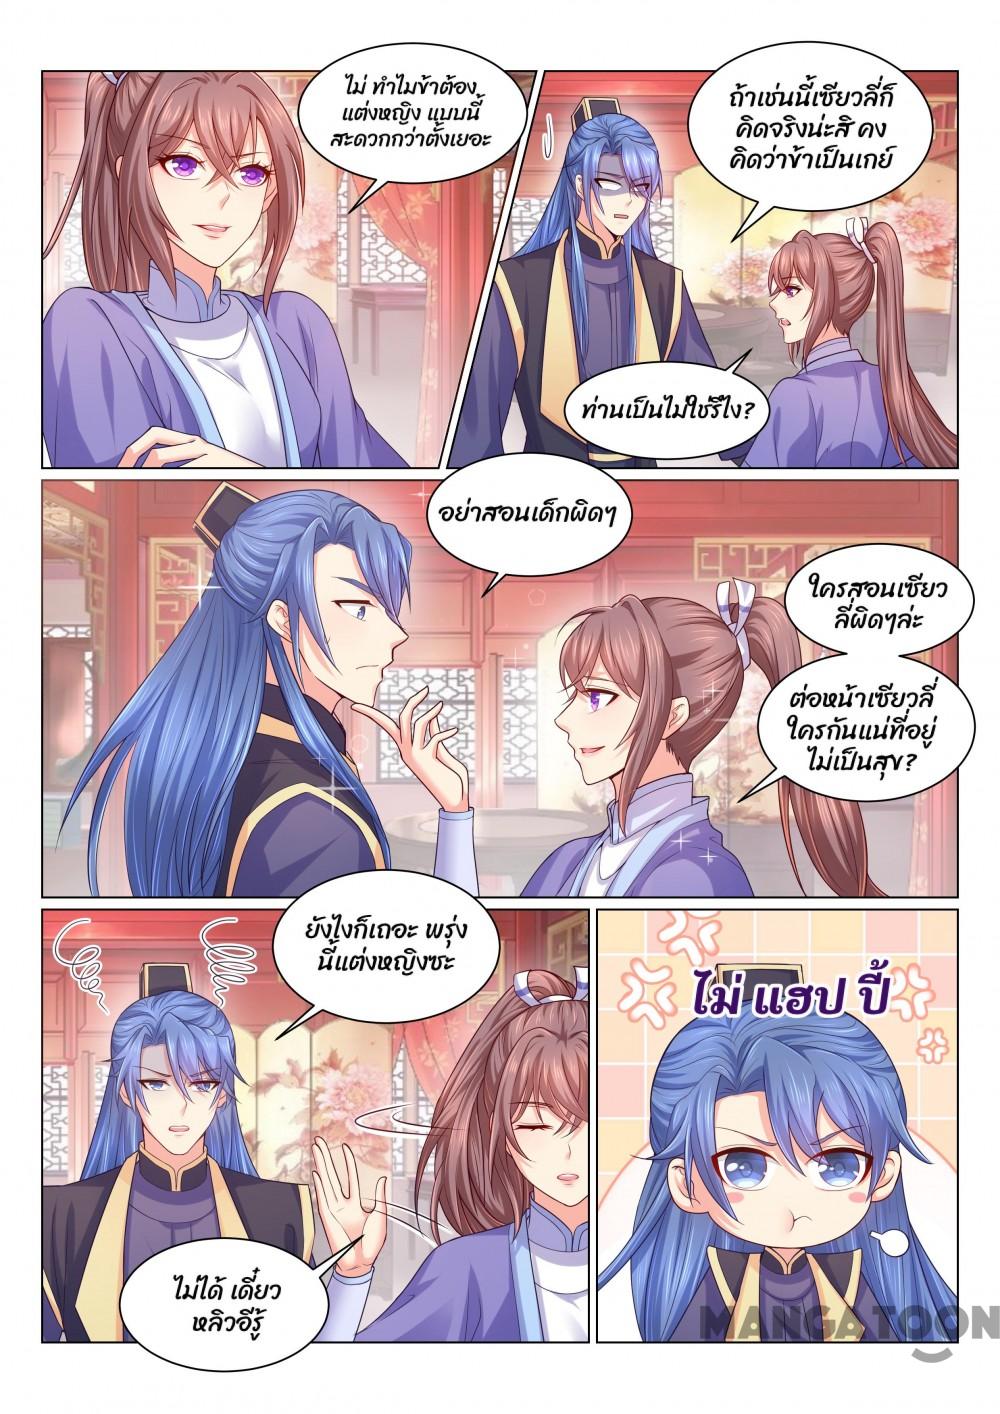 ไม่ ทำไมข้าต้อง
แต่งหญิง แบบนี้
สะดวกกว่าตั้งเยอะ
ถ้าเช่นนี้เซียวลี่ก็
คิดจริงน่ะสิ คง
คิดว่าข้าเป็นเกย์
ท่านเป็นไม่ใช่รึไง?
อย่าสอนเด็กผิดๆ
ใครสอนเซียว
ลี่ผิดๆล่ะ
ต่อหน้าเซียวลี่
ใครกันแน่ที่อยู่
ไม่เป็นสุข?
ยังไงก็เถอะ พรุ่ง
นี้แต่งหญิงซะ
ไม่ได้ เดี๋ยว
หลิวอีรู้
ไม่ แฮป ปี้
MANGATOON